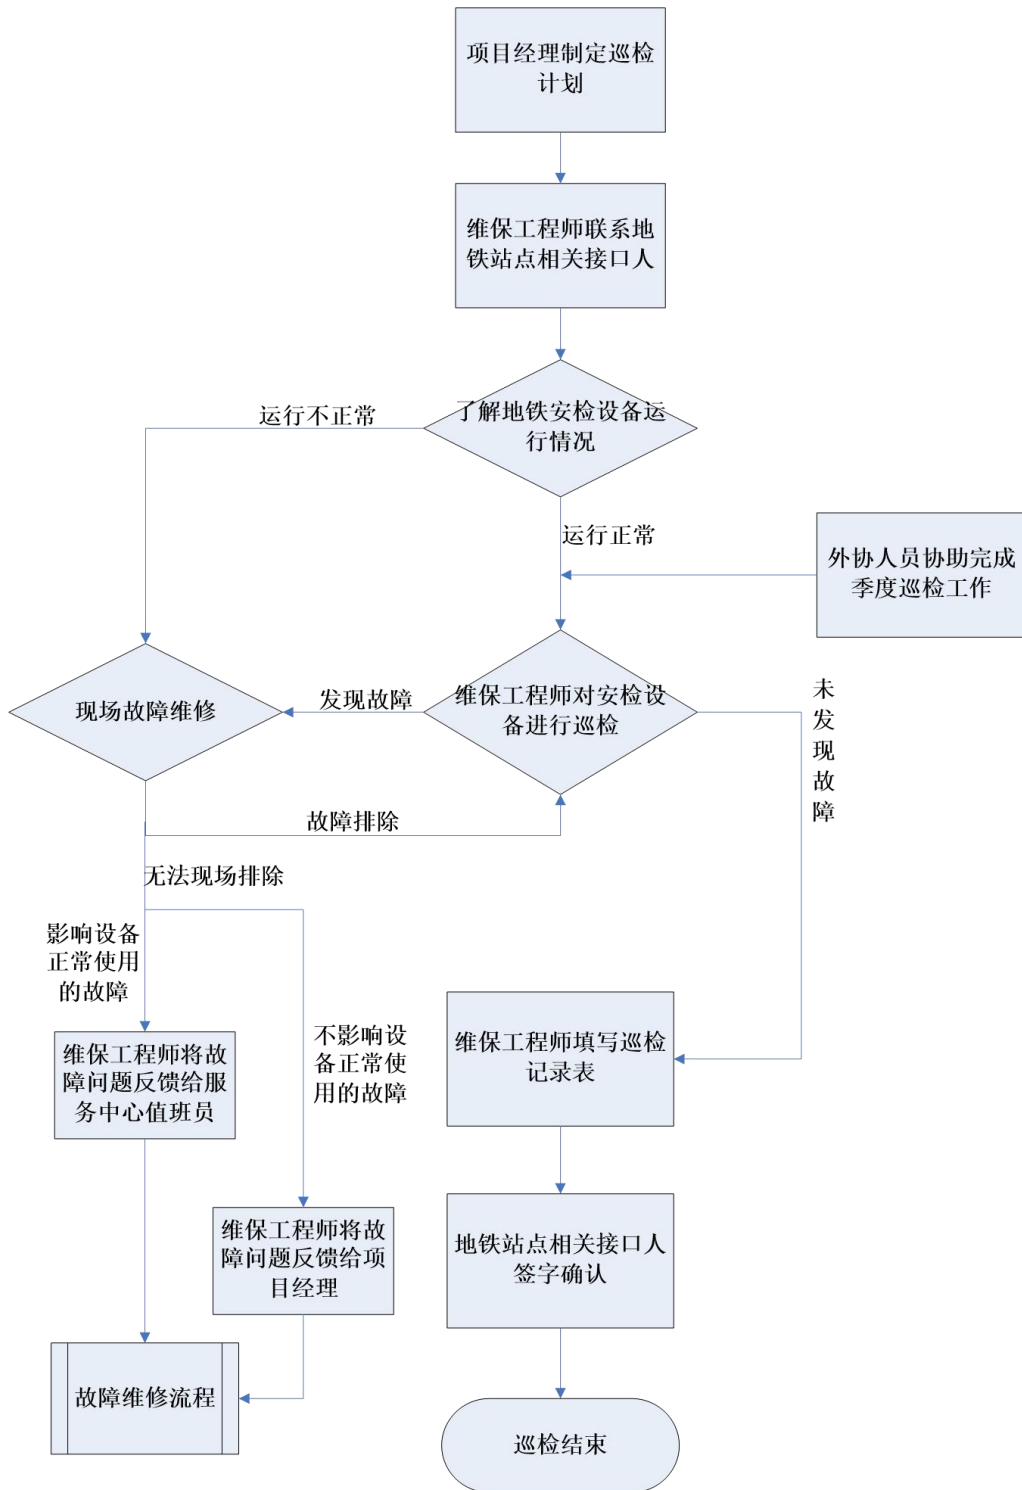 项目经理制定巡检
计划
维保工程师联系地
铁站点相关接口人
运行不正常
了解地铁安检设备运
行情况
运行正常
外协人员协助完成
季度巡检工作
现场故障维修
发现故障
维保工程师对安检设
备进行巡检
未
发
现
故
障
故障排除
无法现场排除
影响设备
正常使用
的故障
不影响设
备正常使
用的故障
维保工程师将故
障问题反馈给服
务中心值班员
维保工程师填写巡检
记录表
维保工程师将故
障问题反馈给项
目经理
地铁站点相关接口人
签字确认
故障维修流程
巡检结束